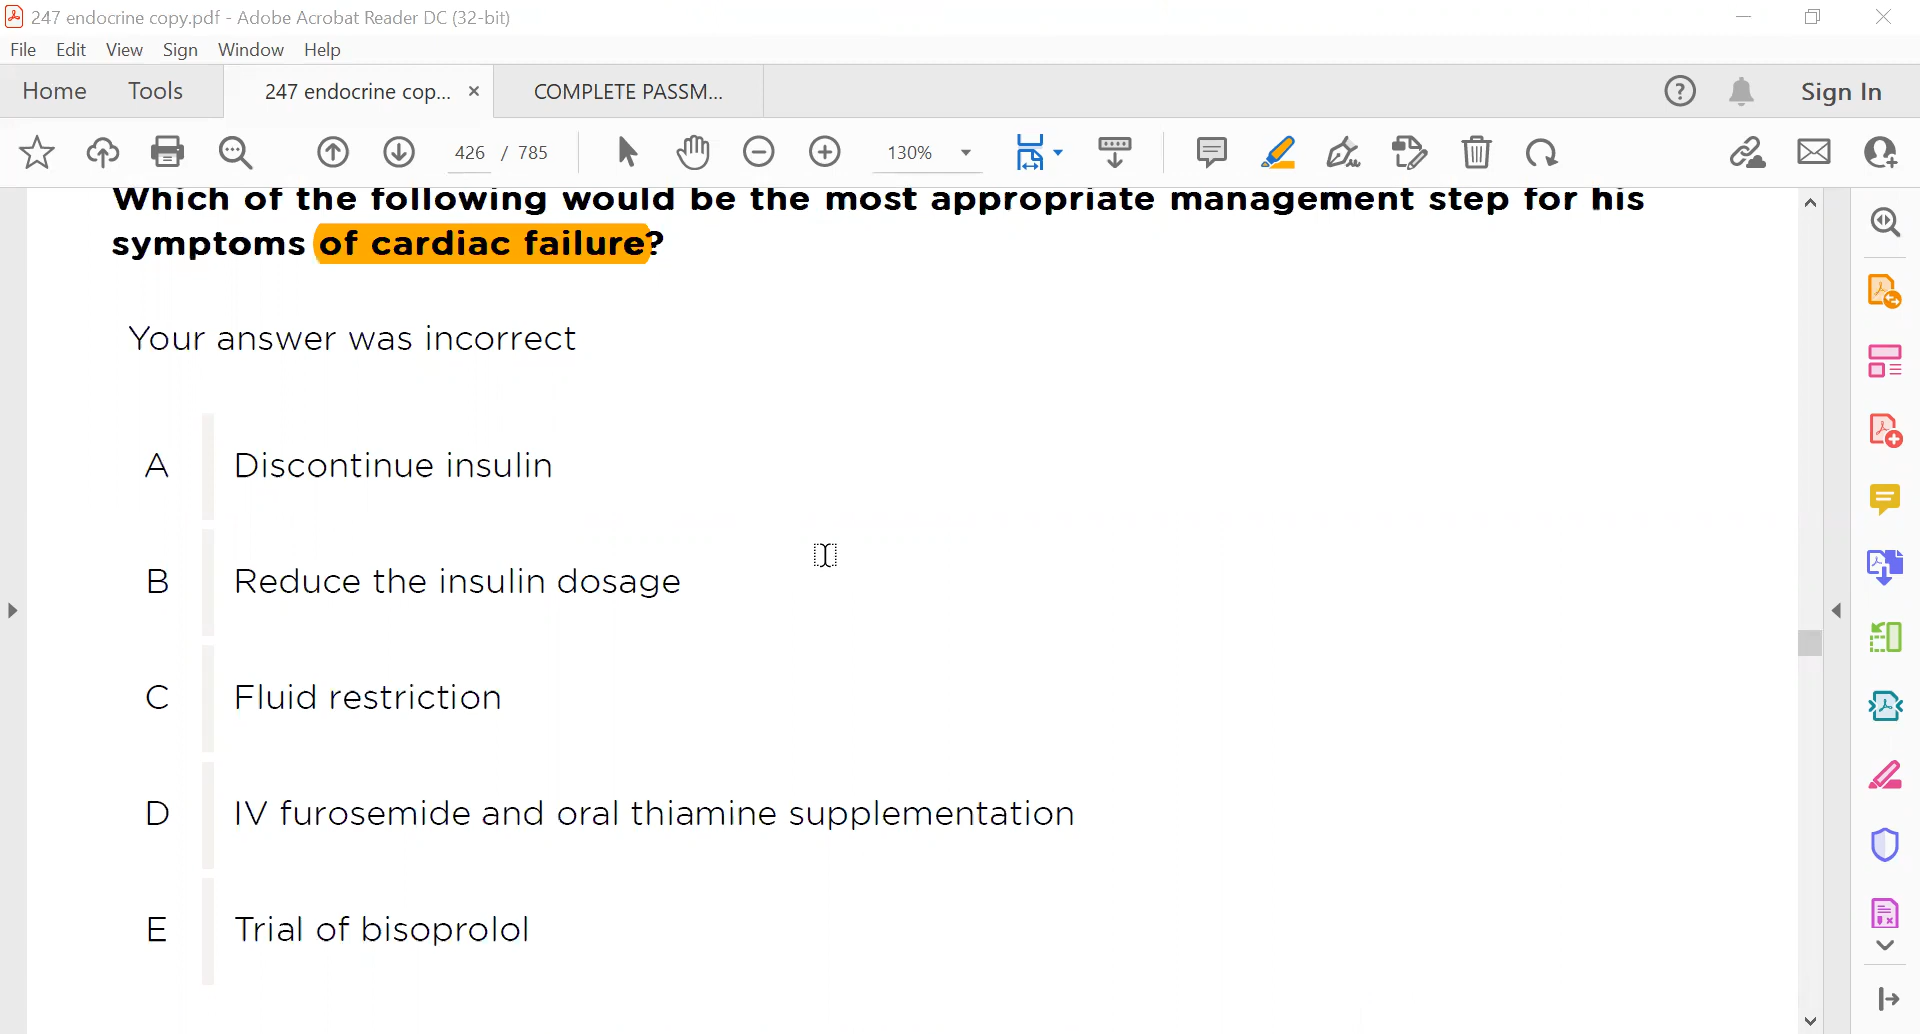 247 endocrine copy.pdf - Adobe Acrobat Reader DC (32-bit)
File Edit View Sign Window Help
Home Tools 247 endocrine cop... × COMPLETE PASSM... ? Sign In
426 / 785 130%
Which of the following would be the most appropriate management step for his
symptoms of cardiac failure?
Your answer was incorrect
A Discontinue insulin
B Reduce the insulin dosage
C Fluid restriction
D IV furosemide and oral thiamine supplementation
E Trial of bisoprolol